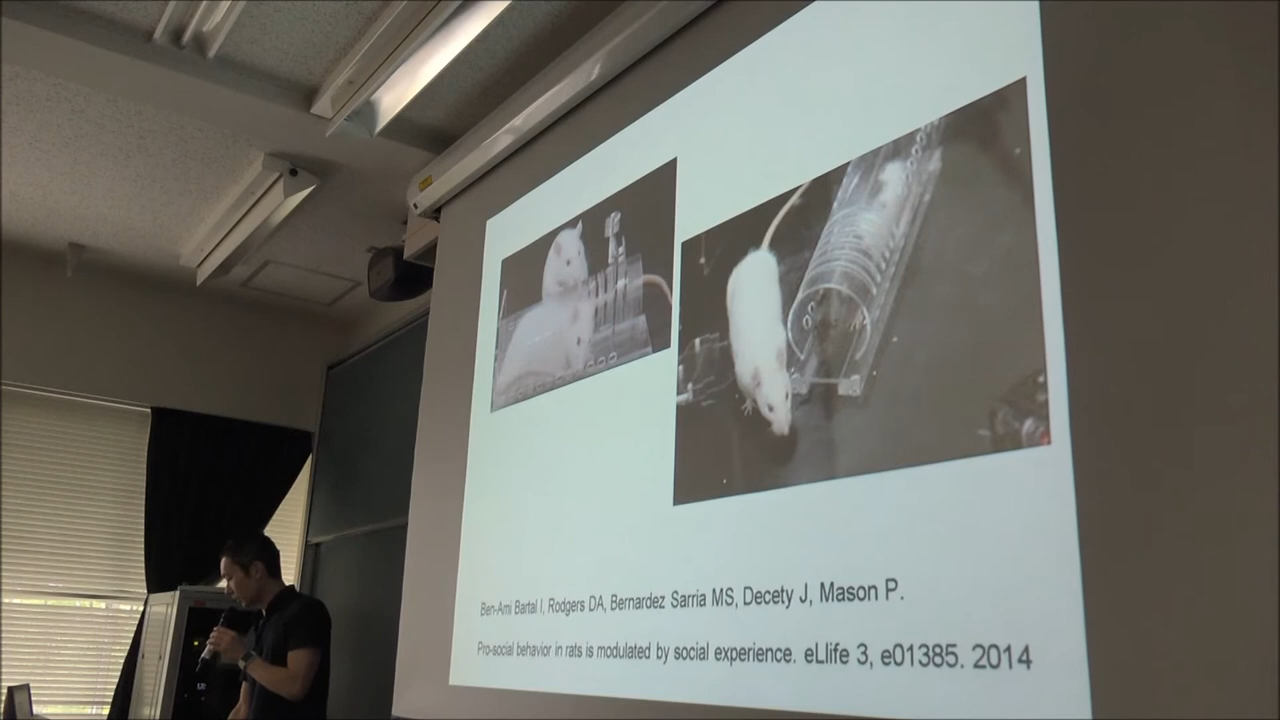 Ben-Ami Bartal I, Rodgers DA, Bernardez Sarria MS, Decety J, Mason P.
Pro-social behavior in rats is modulated by social experience. eLlife 3, e01385. 2014